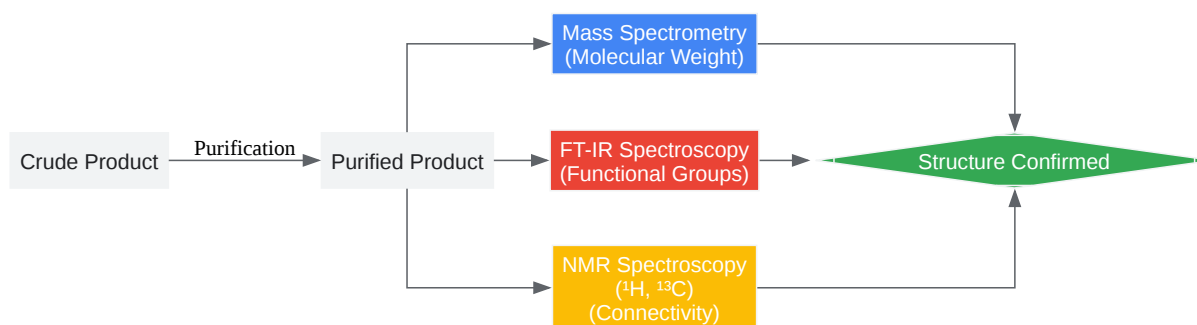 Crude Product
Purification
Purified Product
Mass Spectrometry
(Molecular Weight)
FT-IR Spectroscopy
(Functional Groups)
NMR Spectroscopy
(¹H, ¹³C)
(Connectivity)
Structure Confirmed